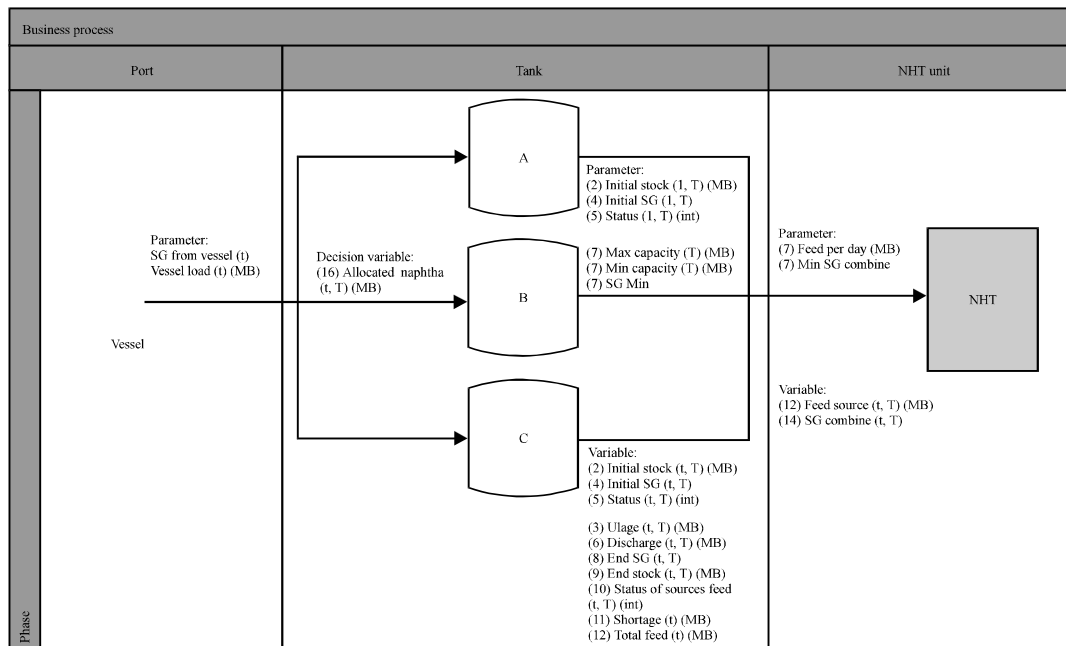 Business process
Port
Tank
NHT unit
Phase
Parameter:
SG from vessel (t)
Vessel load (t) (MB)
Vessel
Decision variable:
(16) Allocated naphtha
(t, T) (MB)
A
B
C
Parameter:
(2) Initial stock (1, T) (MB)
(4) Initial SG (1, T)
(5) Status (1, T) (int)
(7) Max capacity (T) (MB)
(7) Min capacity (T) (MB)
(7) SG Min
Variable:
(2) Initial stock (t, T) (MB)
(4) Initial SG (t, T)
(5) Status (t, T) (int)
(3) Ulage (t, T) (MB)
(6) Discharge (t, T) (MB)
(8) End SG (t, T)
(9) End stock (t, T) (MB)
(10) Status of sources feed
(t, T) (int)
(11) Shortage (t) (MB)
(12) Total feed (t) (MB)
Parameter:
(7) Feed per day (MB)
(7) Min SG combine
NHT
Variable:
(12) Feed source (t, T) (MB)
(14) SG combine (t, T)